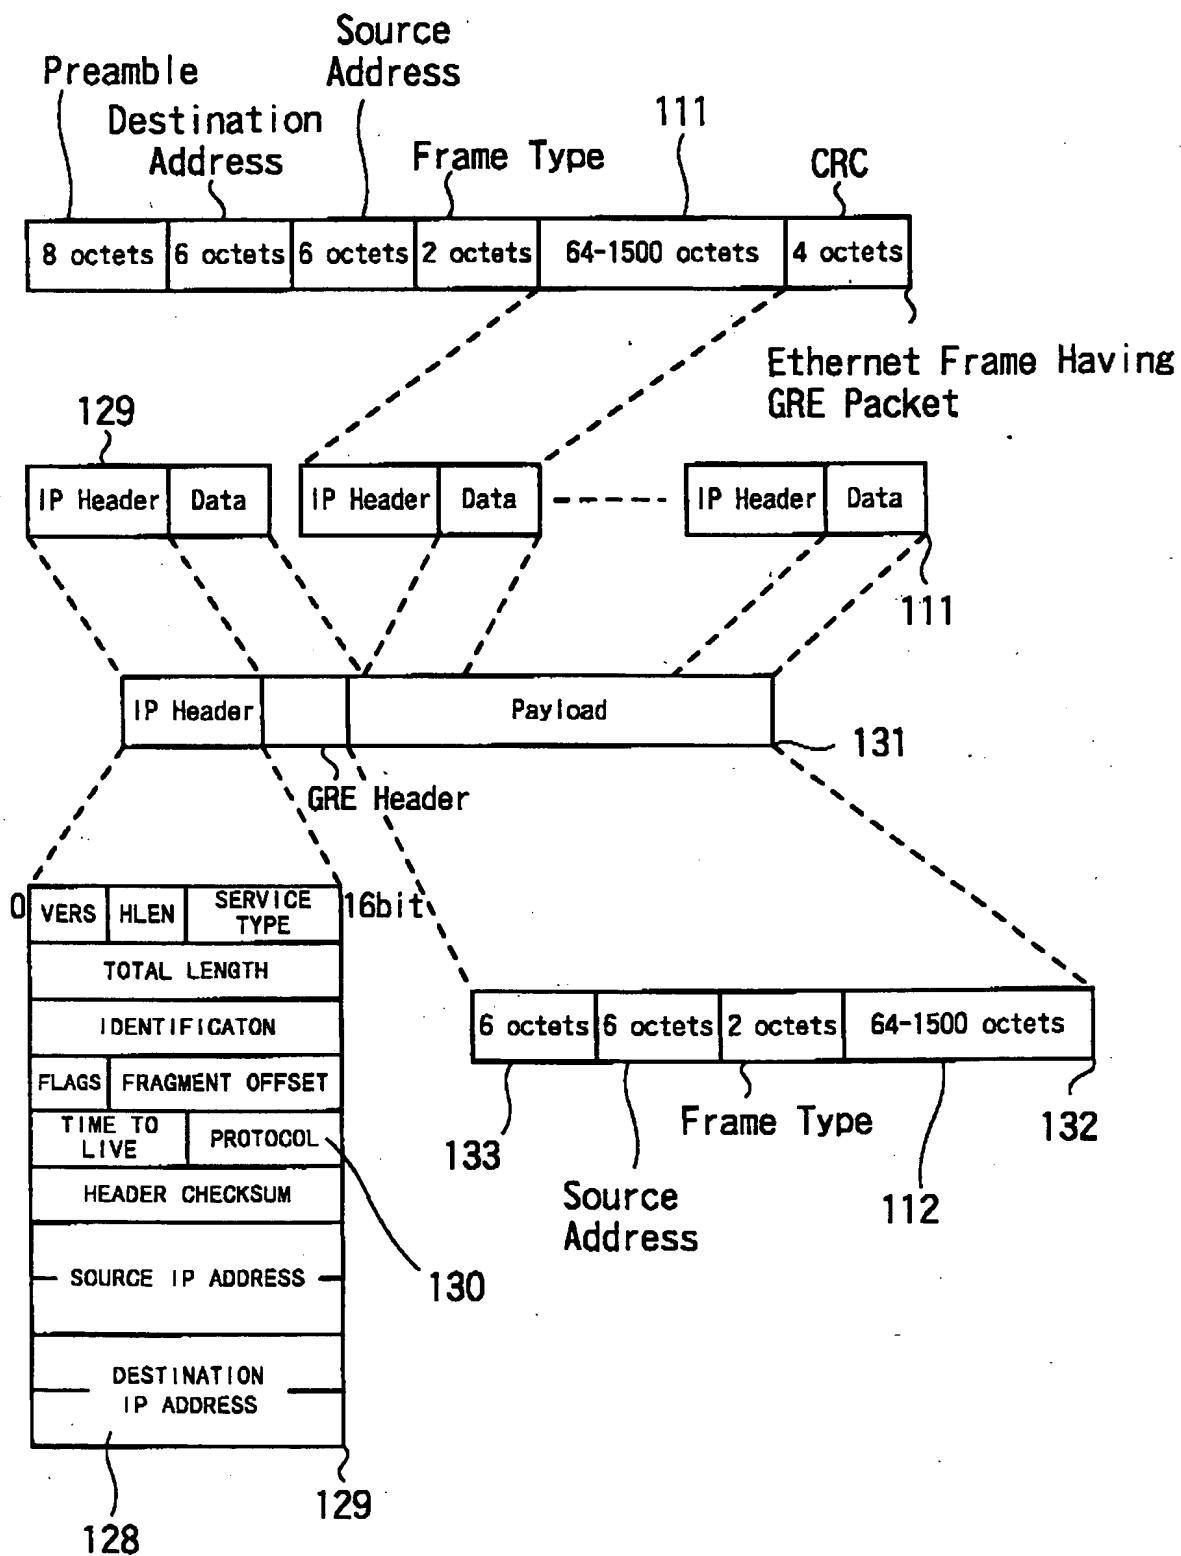 Source
Address
Preamble
Destination
Address
111
Frame Type
CRC
8 octets 6 octets 6 octets 2 octets 64-1500 octets 4 octets
Ethernet Frame Having
GRE Packet
129
IP Header Data IP Header Data IP Header Data
111
IP Header Payload
131
GRE Header
0 VERS HLEN SERVICE TYPE 16bit
TOTAL LENGTH
IDENTIFICATON
FLAGS FRAGMENT OFFSET
TIME TO LIVE PROTOCOL
HEADER CHECKSUM
SOURCE IP ADDRESS
DESTINATION
IP ADDRESS
130
129
128
6 octets 6 octets 2 octets 64-1500 octets
133
Source
Address
Frame Type
112
132